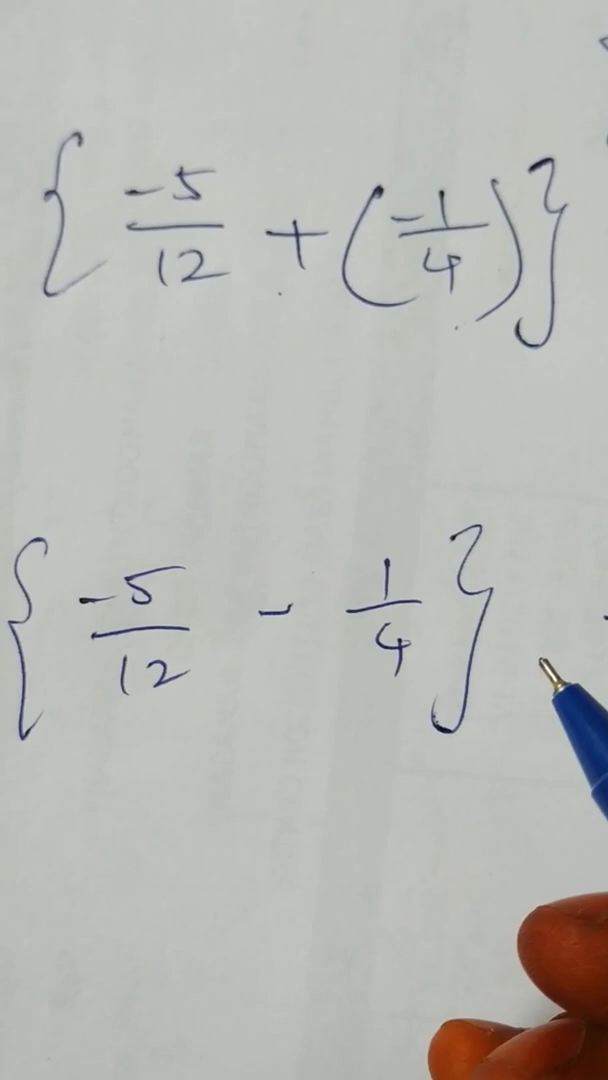 { -5/12 + (-1/4) }
{ -5/12 - 1/4 }